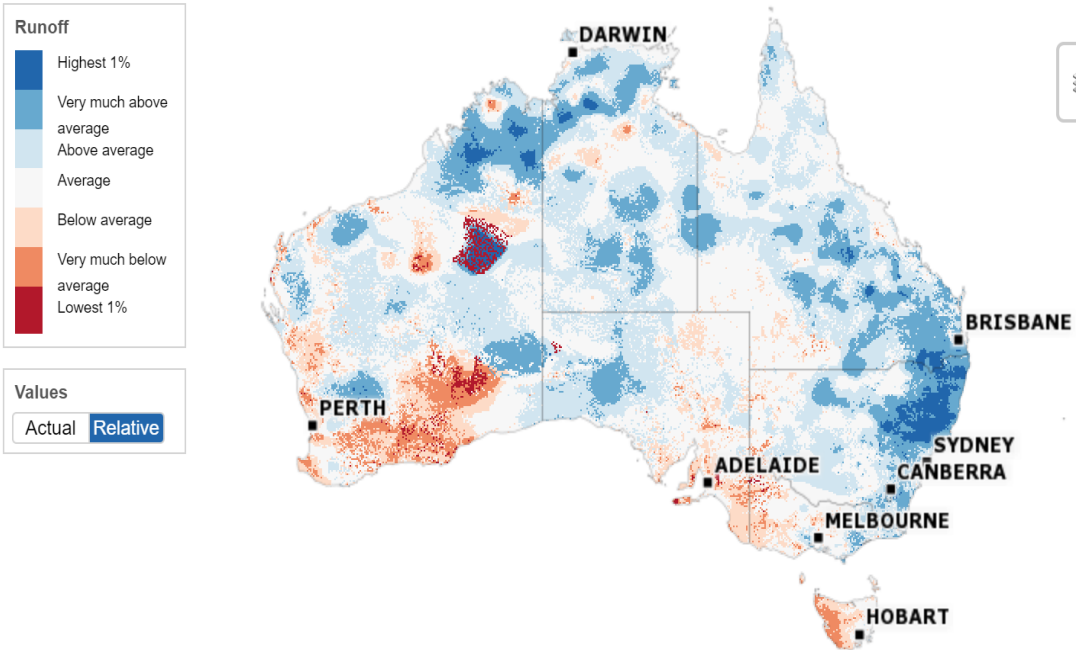 Runoff
Highest 1%
Very much above
average
Above average
Average
Below average
Very much below
average
Lowest 1%
Values
Actual Relative
DARWIN
BRISBANE
PERTH
SYDNEY
ADELAIDE
CANBERRA
MELBOURNE
HOBART